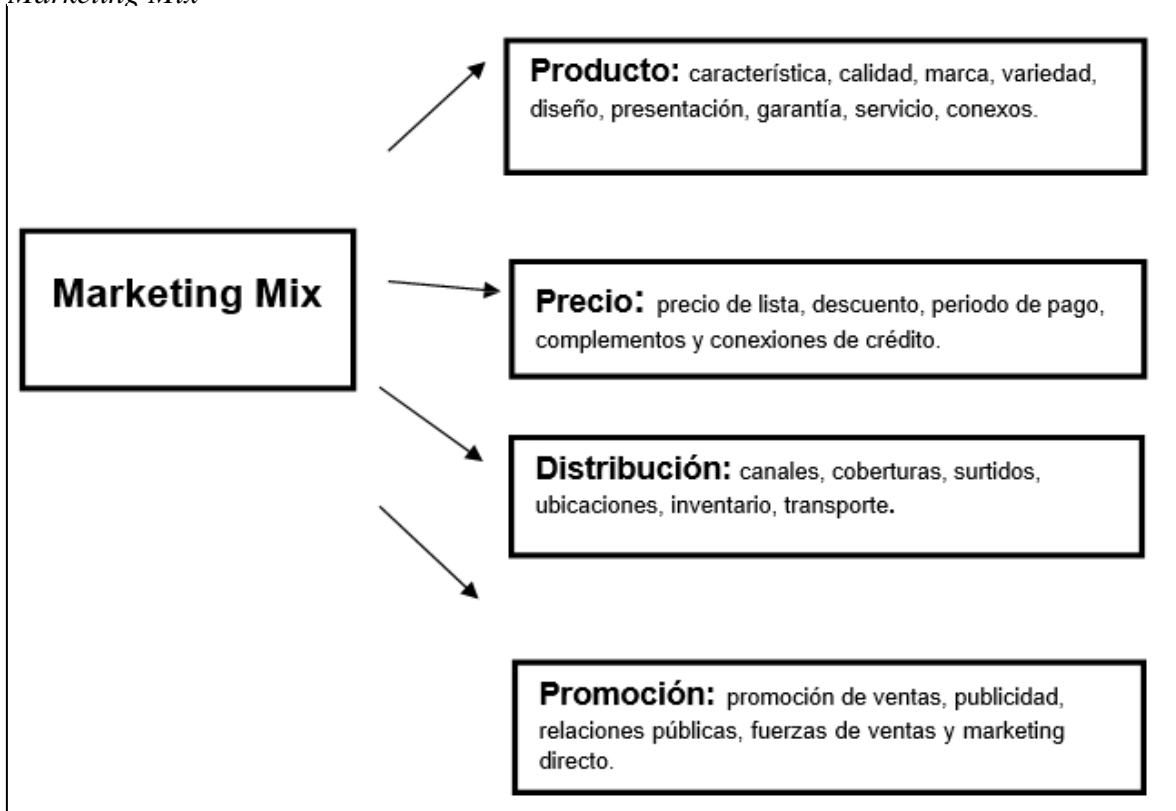 Marketing Mix
Producto: característica, calidad, marca, variedad,
diseño, presentación, garantía, servicio, conexos.
Marketing Mix
Precio: precio de lista, descuento, periodo de pago,
complementos y conexiones de crédito.
Distribución: canales, coberturas, surtidos,
ubicaciones, inventario, transporte.
Promoción: promoción de ventas, publicidad,
relaciones públicas, fuerzas de ventas y marketing
directo.